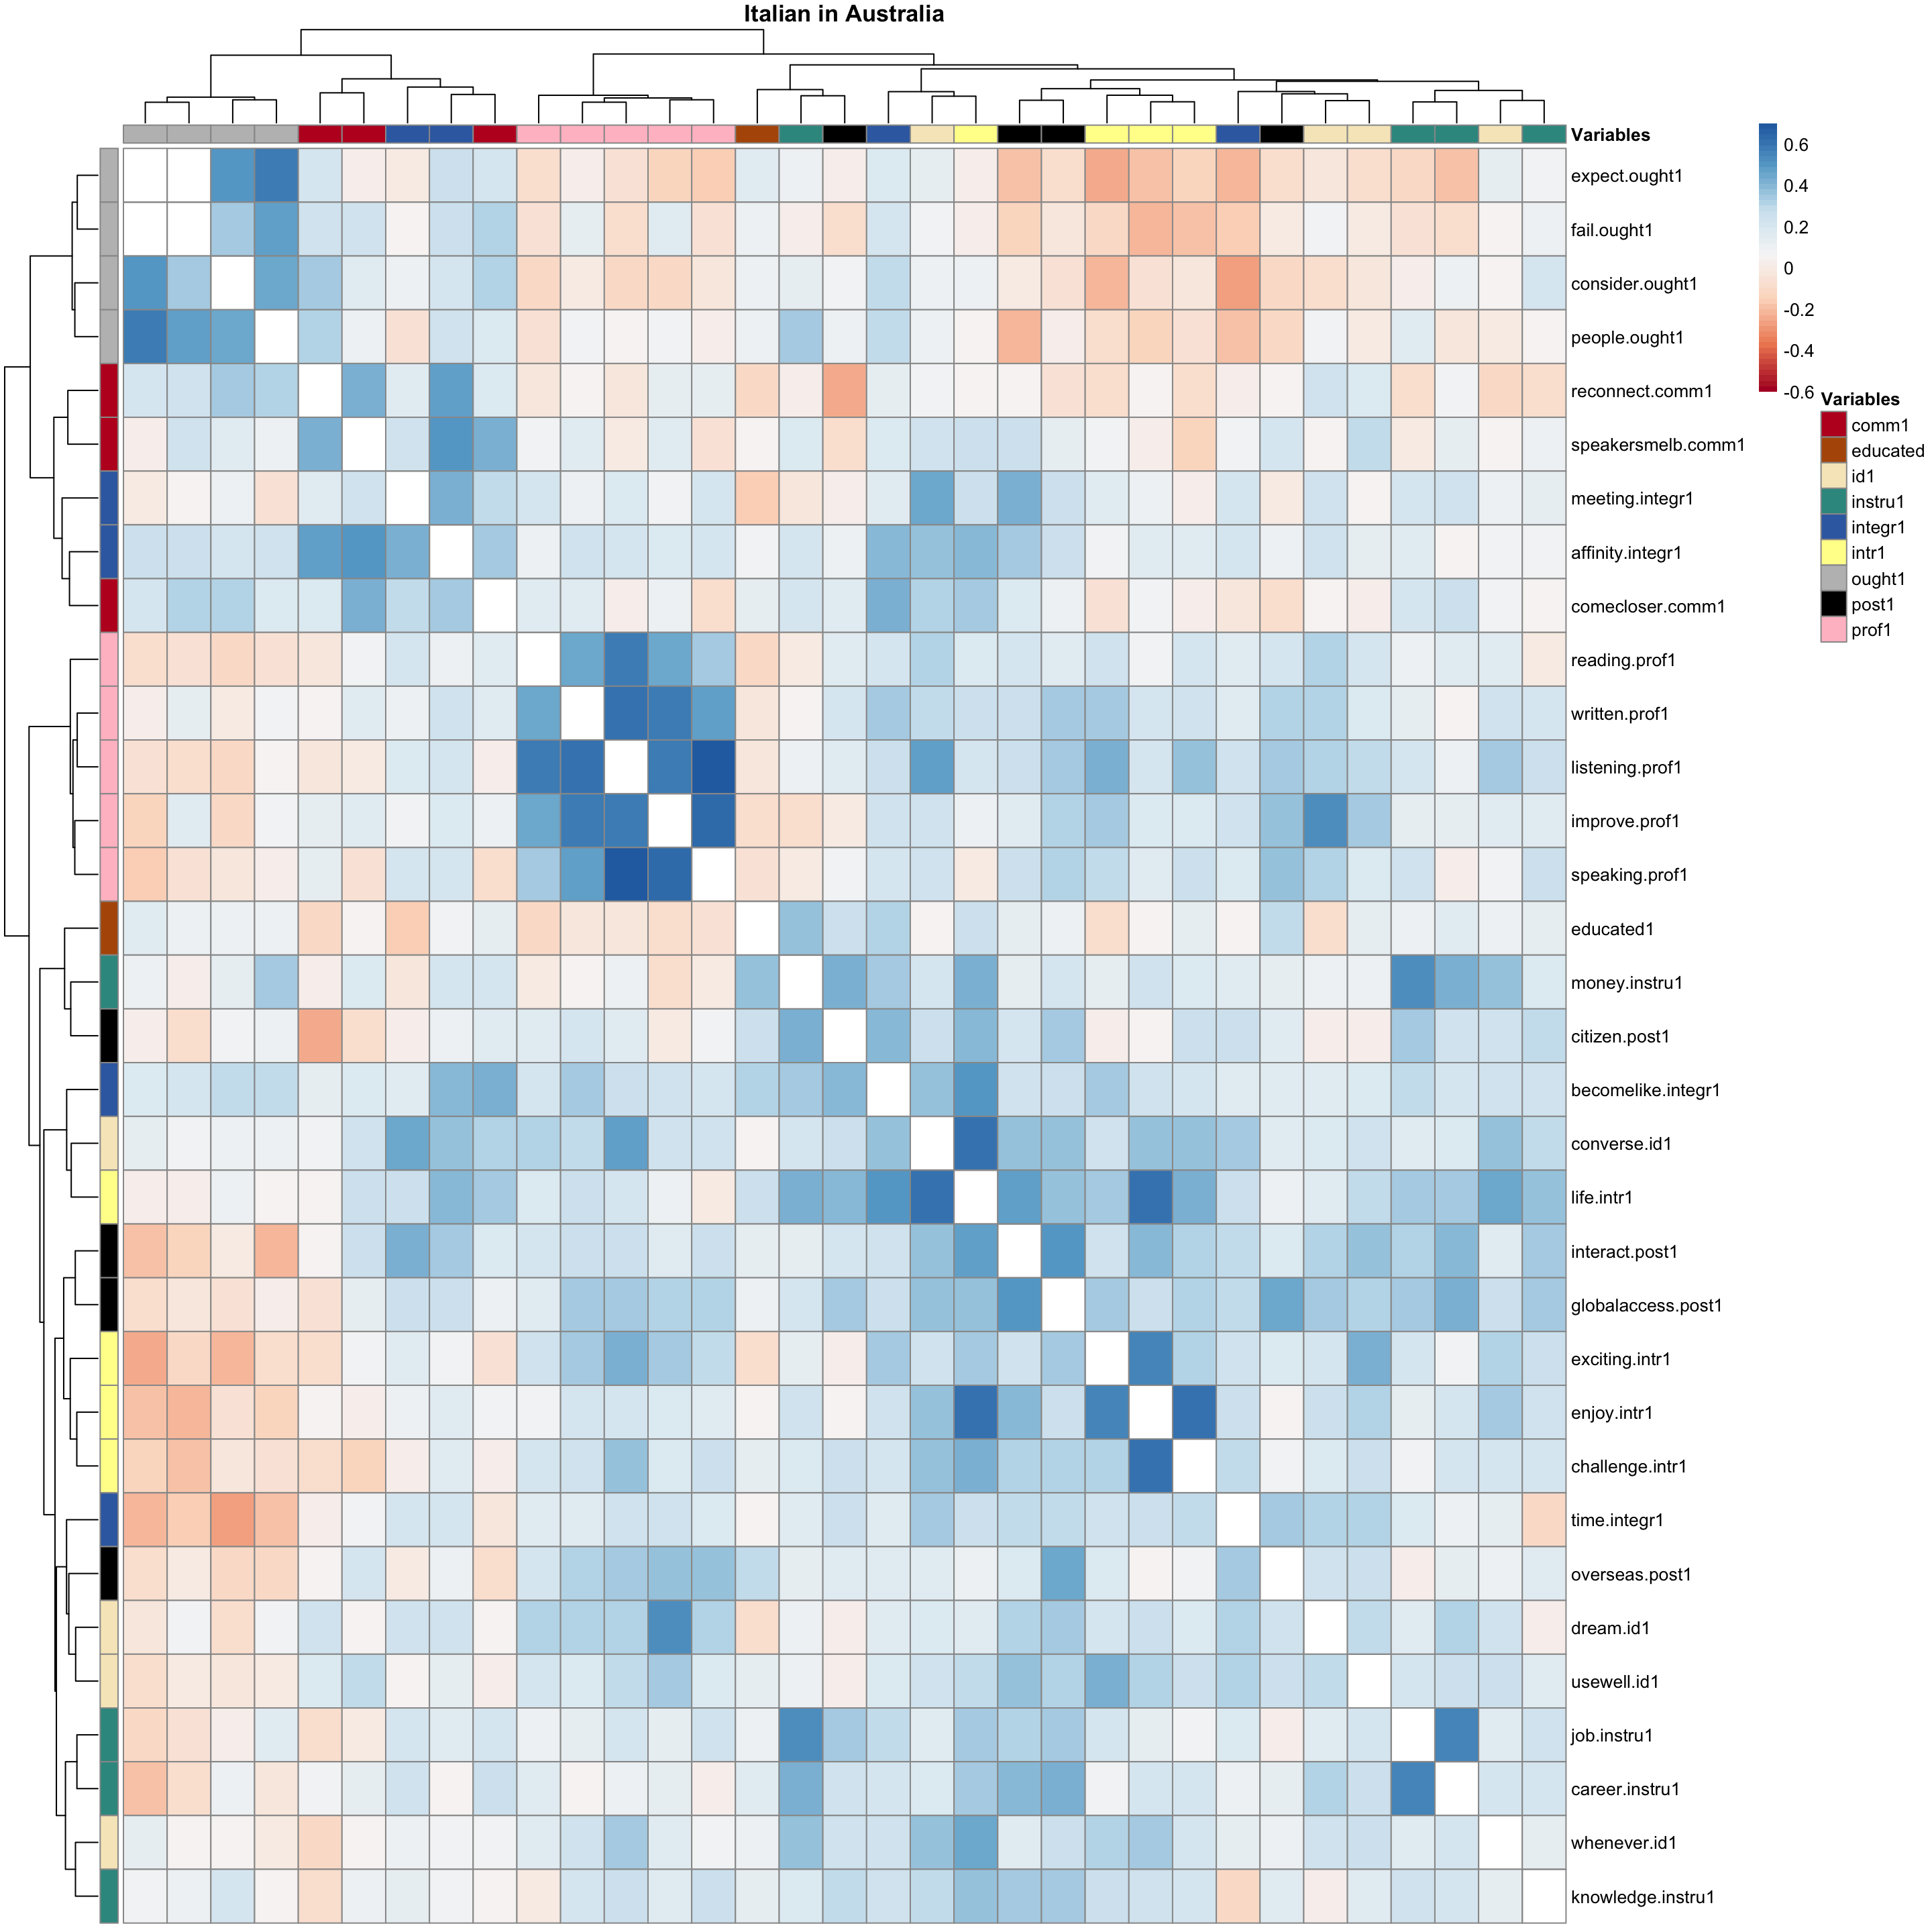 Italian in Australia
Variables
expect.ought1
fail.ought1
consider.ought1
people.ought1
reconnect.comm1
speakersmelb.comm1
meeting.integr1
affinity.integr1
comecloser.comm1
reading.prof1
written.prof1
listening.prof1
improve.prof1
speaking.prof1
educated1
money.instru1
citizen.post1
becomelike.integr1
converse.id1
life.intr1
interact.post1
globalaccess.post1
exciting.intr1
enjoy.intr1
challenge.intr1
time.integr1
overseas.post1
dream.id1
usewell.id1
job.instru1
career.instru1
whenever.id1
knowledge.instru1
0.6
0.4
0.2
0
-0.2
-0.4
-0.6
Variables
comm1
educated
id1
instru1
integr1
intr1
ought1
post1
prof1